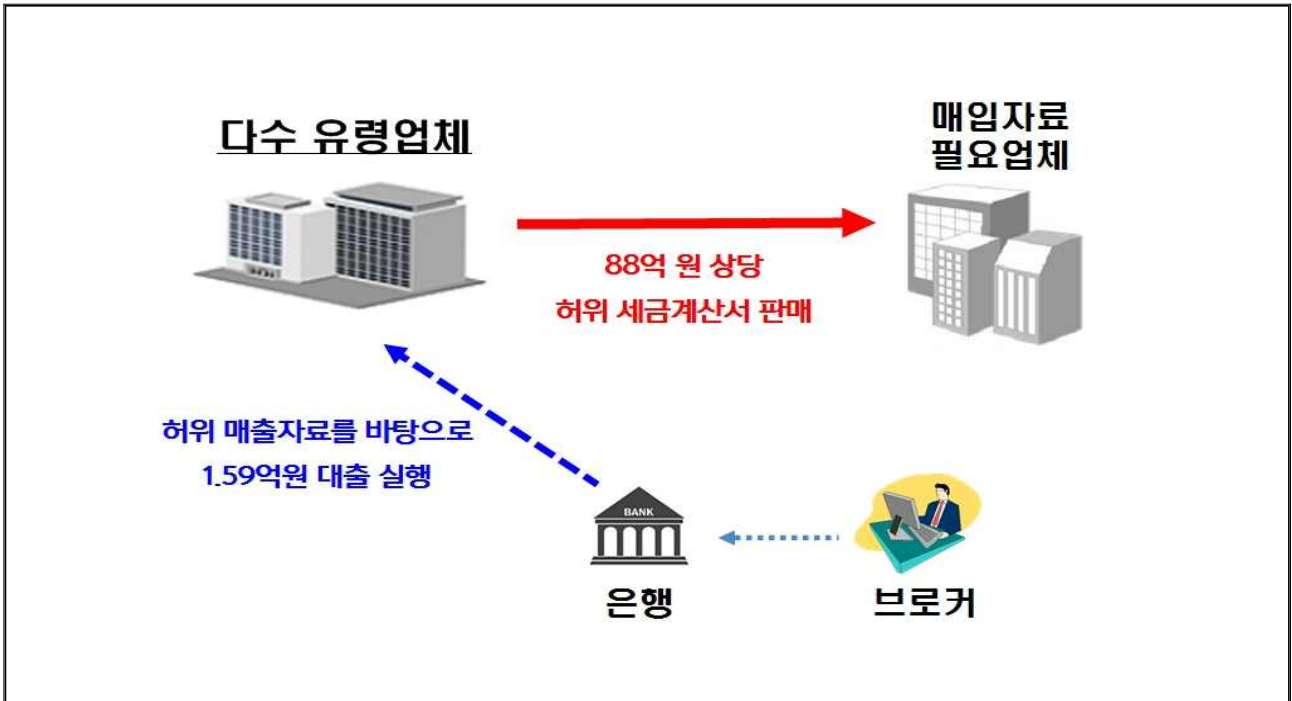 다수 유령업체
매입자료
필요업체
88억 원 상당
허위 세금계산서 판매
허위 매출자료를 바탕으로
1.59억원 대출 실행
BANK
은행
브로커